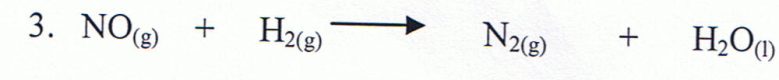 3. NO(g) + H2(g) ⟶ N2(g) + H2O(l)